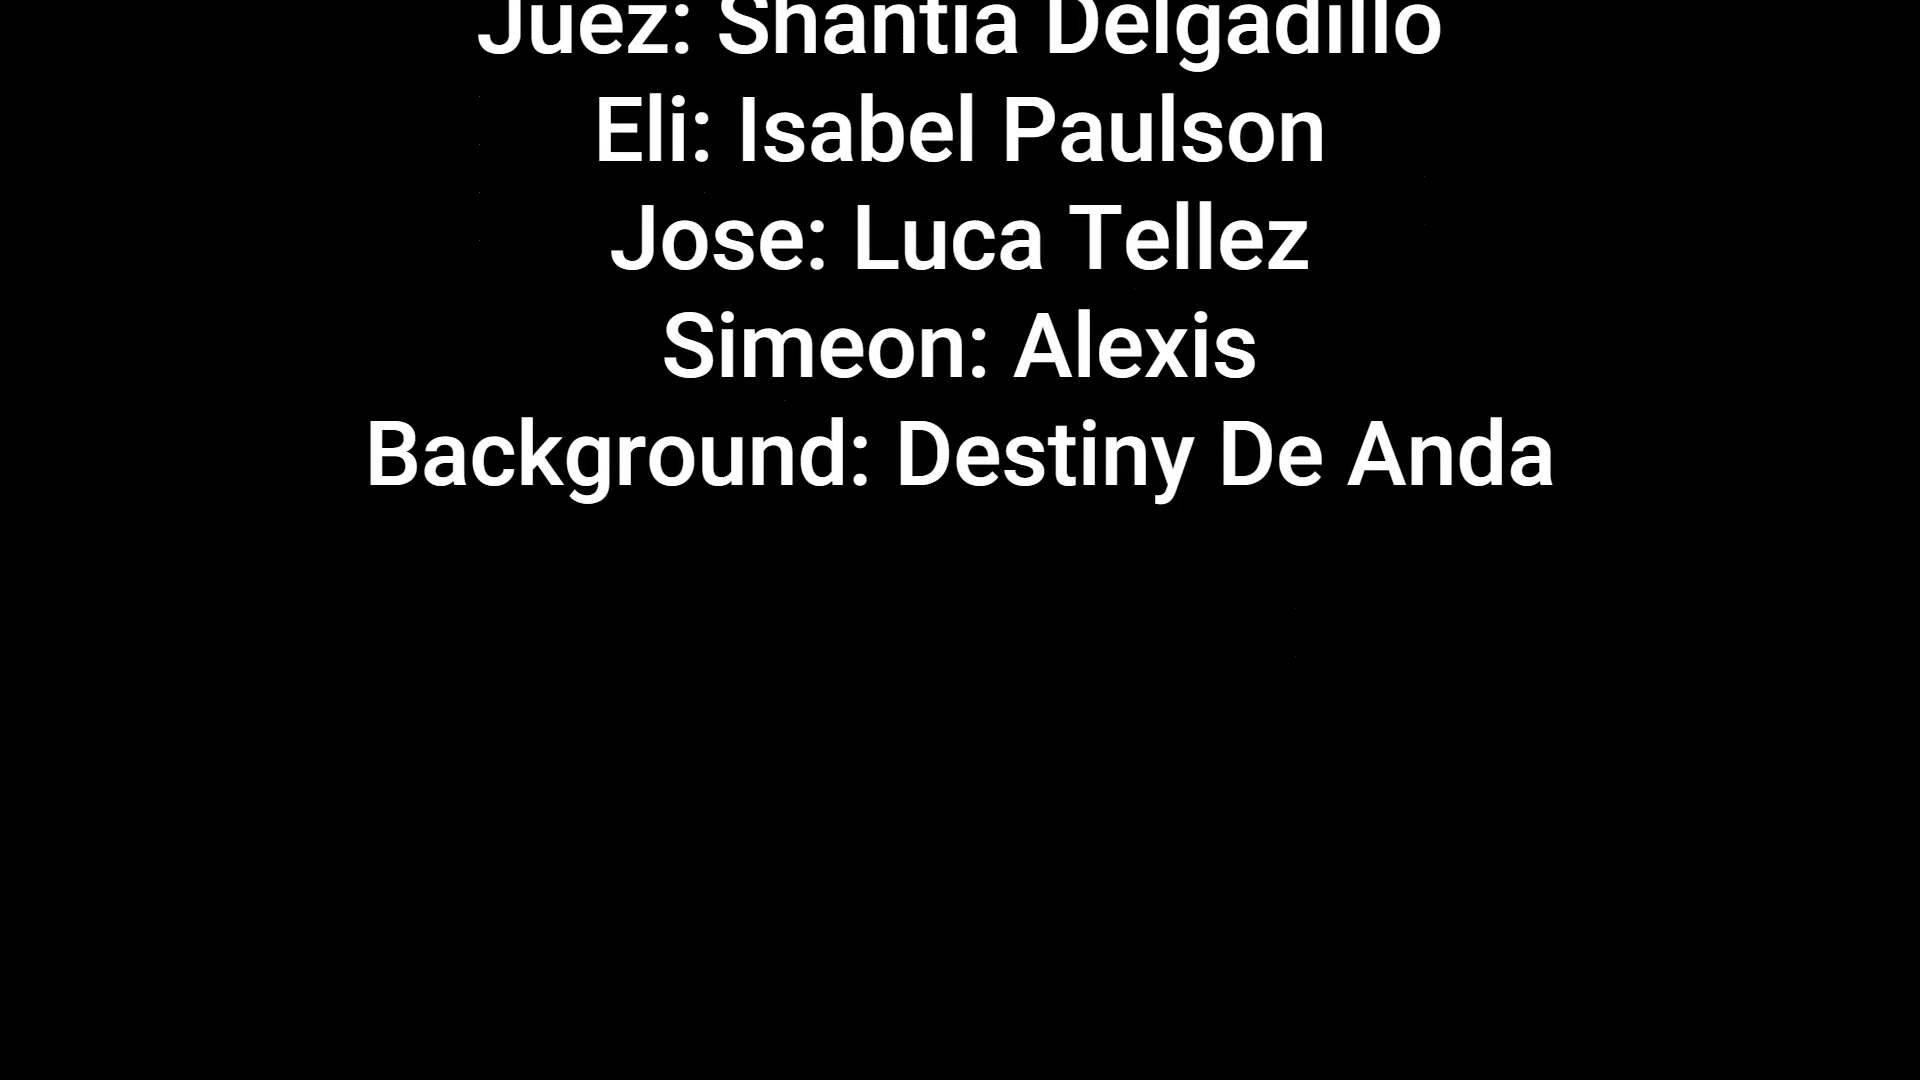 Juez: Shantia Delgadillo
Eli: Isabel Paulson
Jose: Luca Tellez
Simeon: Alexis
Background: Destiny De Anda